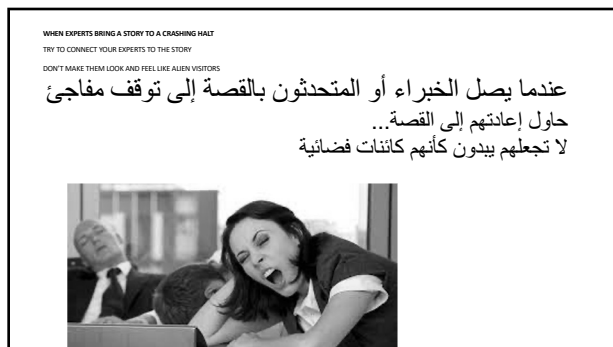 WHEN EXPERTS BRING A STORY TO A CRASHING HALT
TRY TO CONNECT YOUR EXPERTS TO THE STORY
DON'T MAKE THEM LOOK AND FEEL LIKE ALIEN VISITORS
عندما يصل الخبراء أو المتحدثون بالقصة إلى توقف مفاجئ
حاول إعادتهم إلى القصة...
لا تجعلهم يبدون كأنهم كائنات فضائية